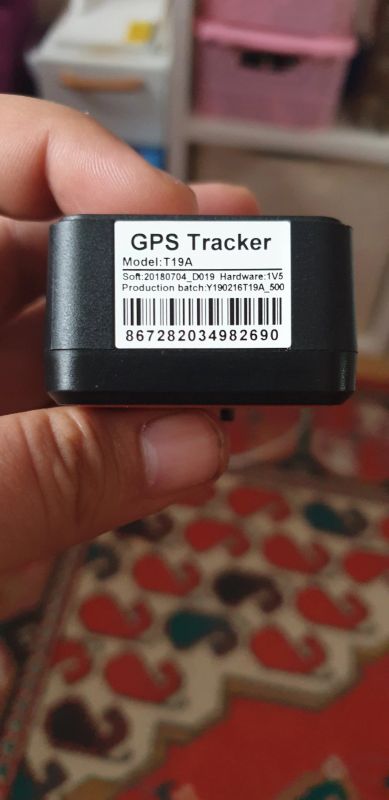 GPS Tracker
Model:T19A
Soft:20180704_D019 Hardware:1V5
Production batch:Y190216T19A_500
867282034982690